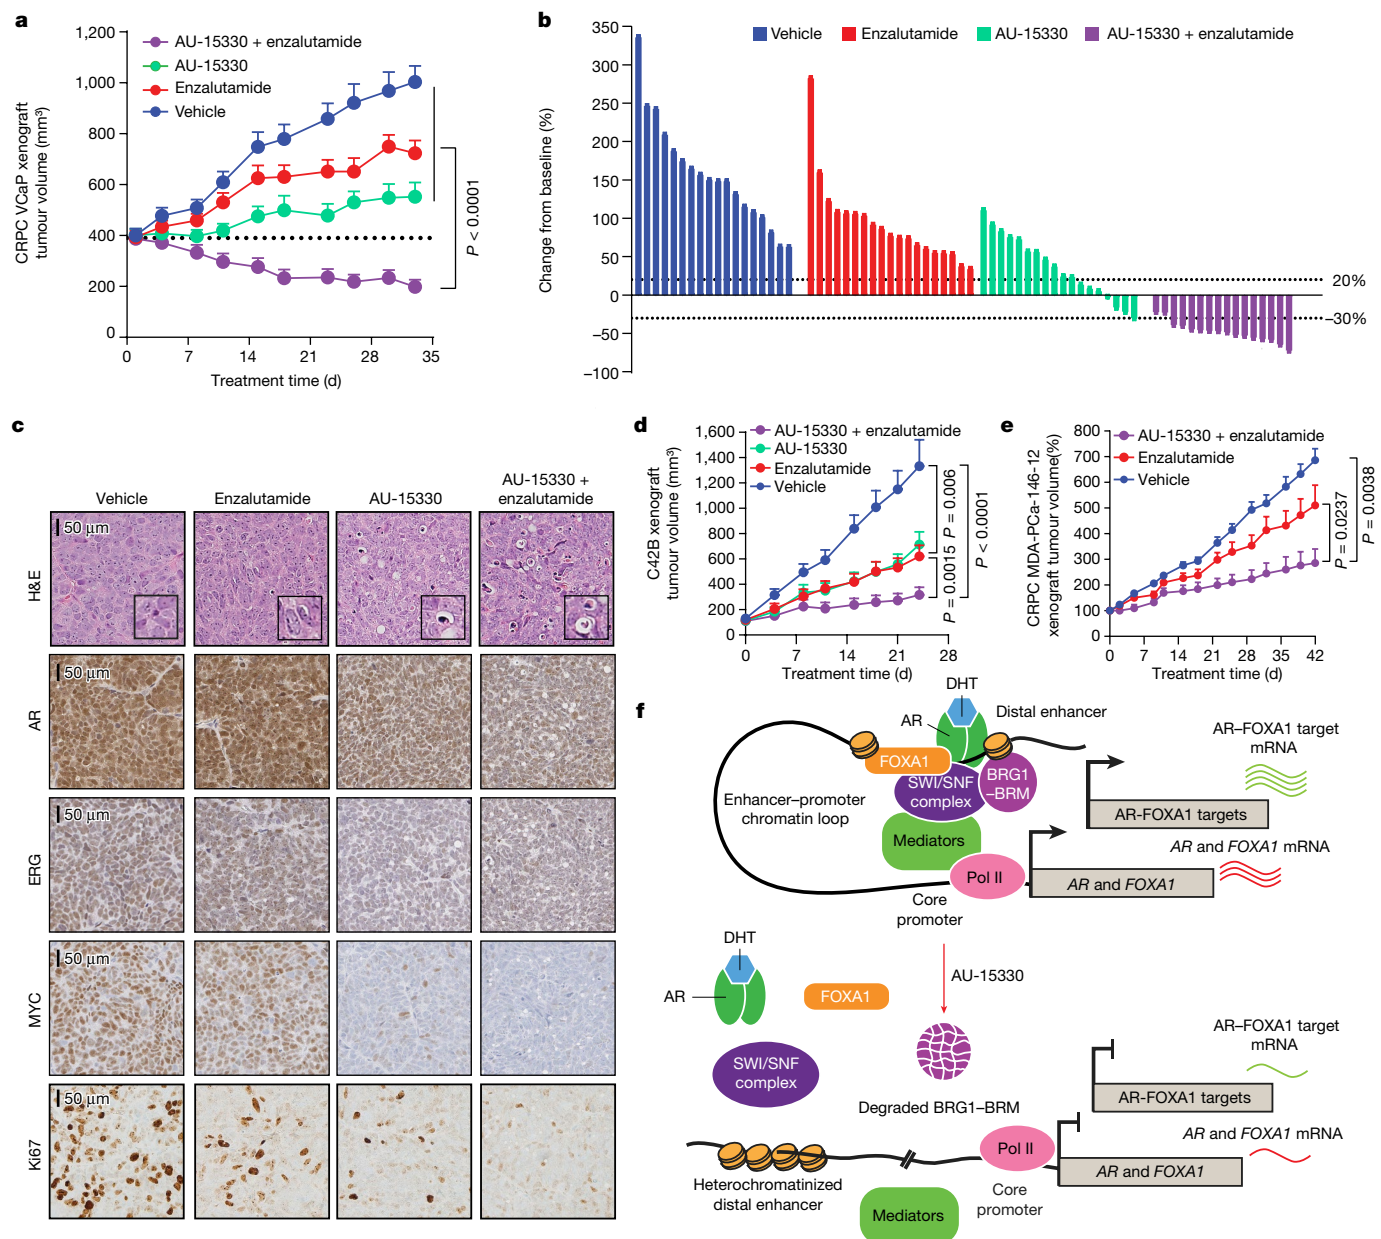 a
1,200
1,000
800
600
400
200
0
0 7 14 21 28 35
CRPC VCaP xenograft
tumour volume (mm³)
Treatment time (d)
AU-15330 + enzalutamide
AU-15330
Enzalutamide
Vehicle
P < 0.0001
b
350
300
250
200
150
100
50
0
−50
−100
Change from baseline (%)
Vehicle Enzalutamide AU-15330 AU-15330 + enzalutamide
20%
−30%
c
Vehicle Enzalutamide AU-15330 AU-15330 +
enzalutamide
H&E
50 μm
AR
50 μm
ERG
50 μm
MYC
50 μm
Ki67
50 μm
d
1,600
1,400
1,200
1,000
800
600
400
200
0
0 7 14 21 28
C42B xenograft
tumour volume (mm³)
Treatment time (d)
AU-15330 + enzalutamide
AU-15330
Enzalutamide
Vehicle
P = 0.006
P = 0.0015
P < 0.0001
e
800
700
600
500
400
300
200
100
0
0 7 14 21 28 35 42
CRPC MDA-PCa-146-12
xenograft tumour volume(%)
Treatment time (d)
AU-15330 + enzalutamide
Enzalutamide
Vehicle
P = 0.0237
P = 0.0038
f
DHT
AR
Distal enhancer
FOXA1
SWI/SNF
complex
BRG1
–BRM
Enhancer–promoter
chromatin loop
Mediators
Pol II
Core
promoter
AR–FOXA1 target
mRNA
AR-FOXA1 targets
AR and FOXA1 mRNA
AR and FOXA1
AU-15330
DHT
AR
FOXA1
SWI/SNF
complex
Degraded BRG1–BRM
AR–FOXA1 target
mRNA
AR-FOXA1 targets
AR and FOXA1 mRNA
AR and FOXA1
Pol II
Core
promoter
Heterochromatinized
distal enhancer
Mediators